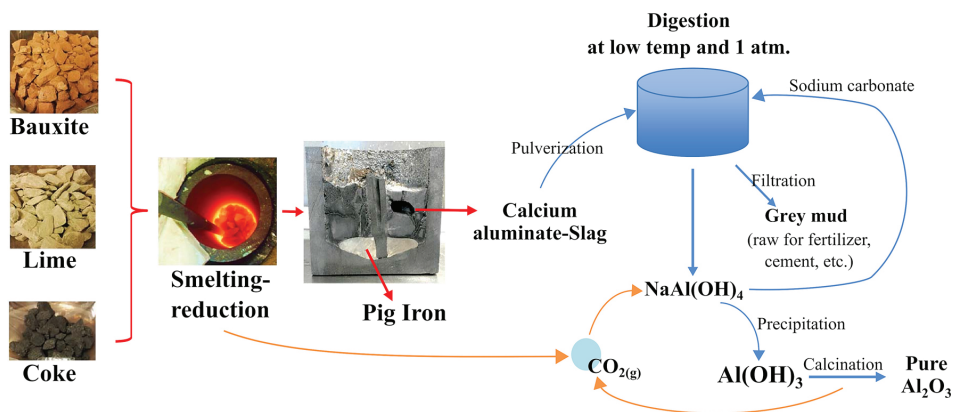 Digestion
at low temp and 1 atm.
Sodium carbonate
Bauxite
Pulverization
Filtration
Grey mud
(raw for fertilizer,
cement, etc.)
Calcium
aluminate-Slag
Lime
Smelting-
reduction
Pig Iron
NaAl(OH)4
Precipitation
CO2(g)
Al(OH)3
Calcination
Pure
Al2O3
Coke